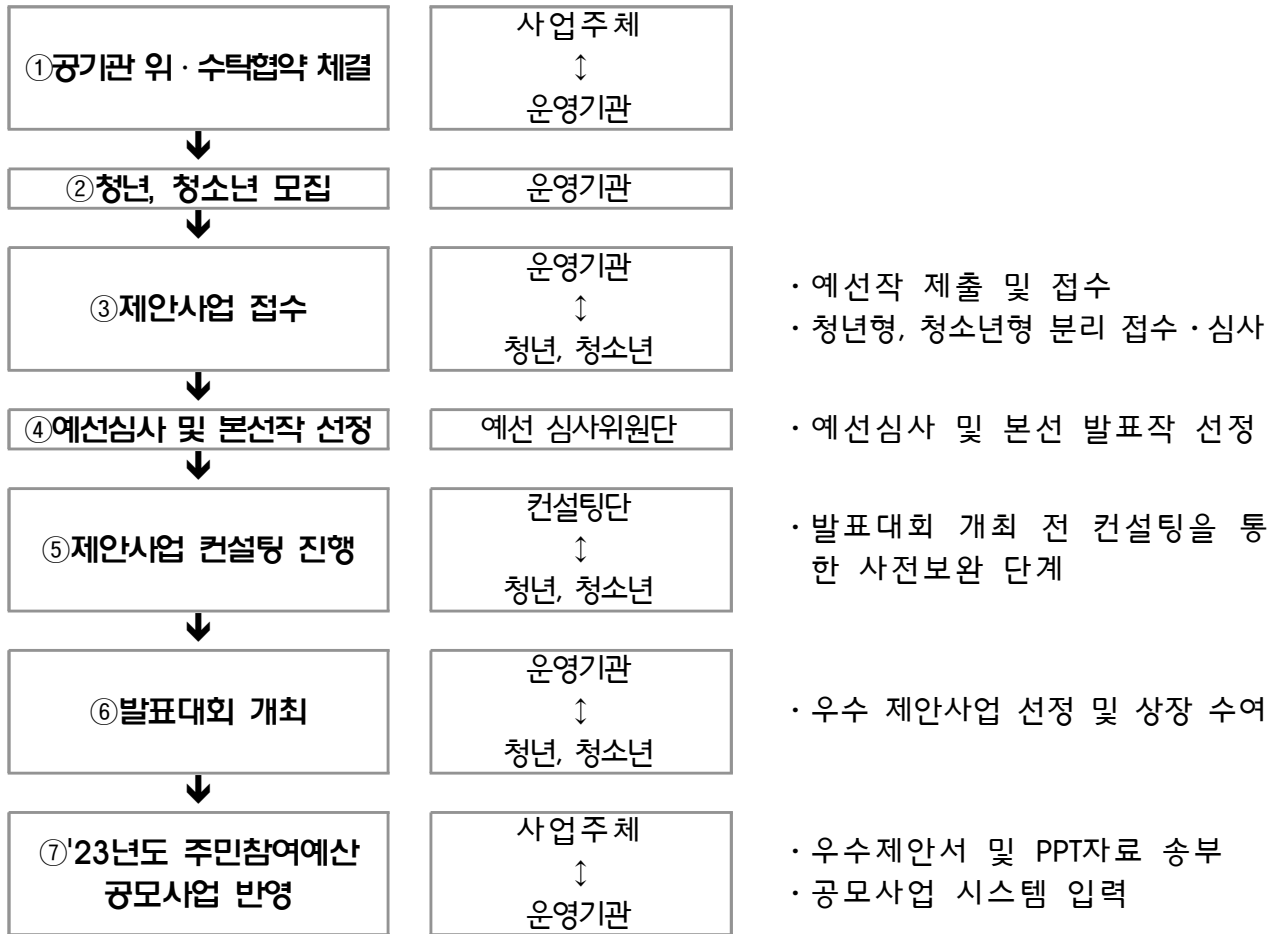 ①공기관 위·수탁협약 체결
사업주체
↕
운영기관
②청년, 청소년 모집
운영기관
③제안사업 접수
운영기관
↕
청년, 청소년
·예선작 제출 및 접수
·청년형, 청소년형 분리 접수·심사
④예선심사 및 본선작 선정
예선 심사위원단
·예선심사 및 본선 발표작 선정
⑤제안사업 컨설팅 진행
컨설팅단
↕
청년, 청소년
·발표대회 개최 전 컨설팅을 통
한 사전보완 단계
⑥발표대회 개최
운영기관
↕
청년, 청소년
·우수 제안사업 선정 및 상장 수여
⑦'23년도 주민참여예산
공모사업 반영
사업주체
↕
운영기관
·우수제안서 및 PPT자료 송부
·공모사업 시스템 입력